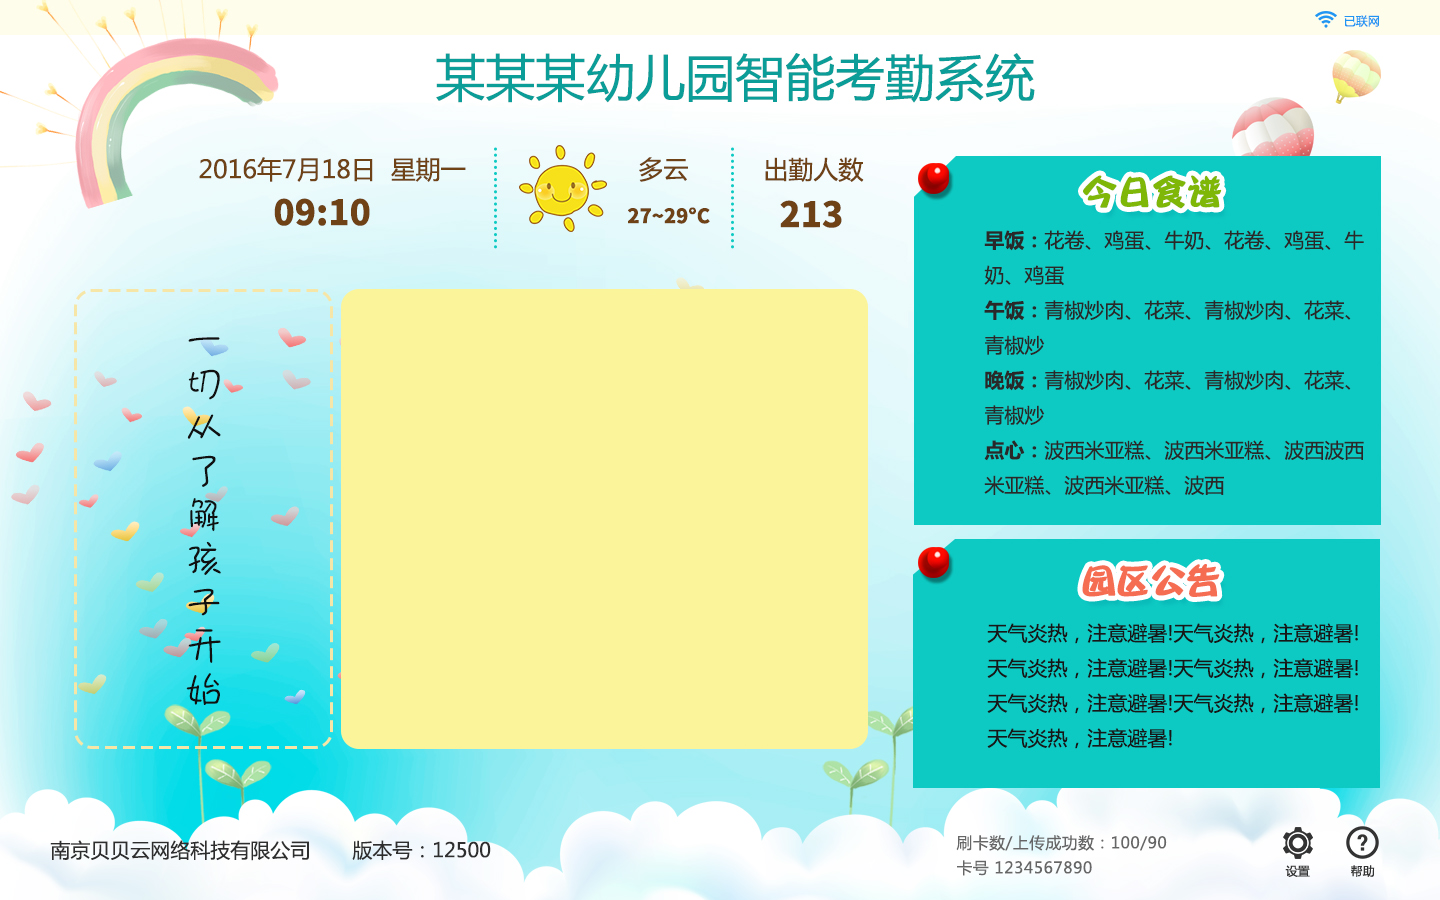 已联网
某某某幼儿园智能考勤系统
2016年7月18日 星期一
09:10
多云
27~29℃
出勤人数
213
一切从了解孩子开始
今日食谱
早饭：花卷、鸡蛋、牛奶、花卷、鸡蛋、牛
奶、鸡蛋
午饭：青椒炒肉、花菜、青椒炒肉、花菜、
青椒炒
晚饭：青椒炒肉、花菜、青椒炒肉、花菜、
青椒炒
点心：波西米亚糕、波西米亚糕、波西波西
米亚糕、波西米亚糕、波西
园区公告
天气炎热，注意避暑!天气炎热，注意避暑!
天气炎热，注意避暑!天气炎热，注意避暑!
天气炎热，注意避暑!天气炎热，注意避暑!
天气炎热，注意避暑!
南京贝贝云网络科技有限公司 版本号：12500
刷卡数/上传成功数：100/90
卡号 1234567890
设置
?
帮助